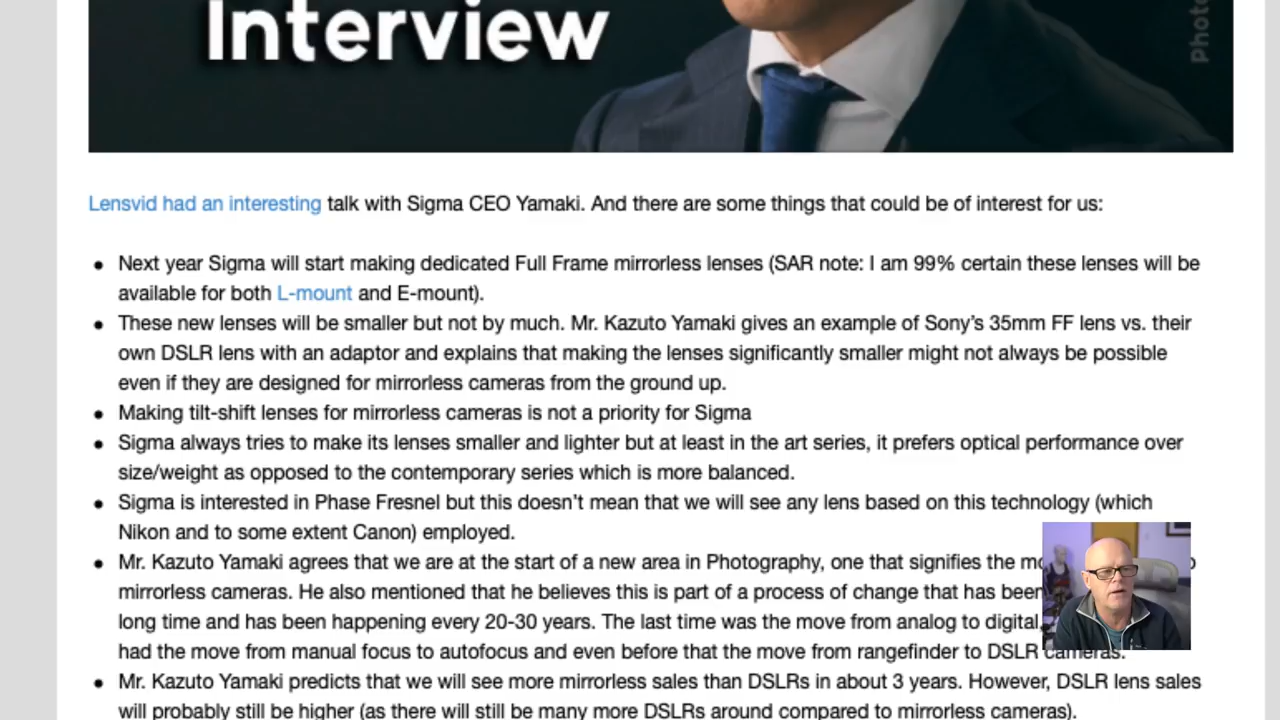 Interview
Photo
Lensvid had an interesting talk with Sigma CEO Yamaki. And there are some things that could be of interest for us:
Next year Sigma will start making dedicated Full Frame mirrorless lenses (SAR note: I am 99% certain these lenses will be
available for both L-mount and E-mount).
These new lenses will be smaller but not by much. Mr. Kazuto Yamaki gives an example of Sony's 35mm FF lens vs. their
own DSLR lens with an adaptor and explains that making the lenses significantly smaller might not always be possible
even if they are designed for mirrorless cameras from the ground up.
Making tilt-shift lenses for mirrorless cameras is not a priority for Sigma
Sigma always tries to make its lenses smaller and lighter but at least in the art series, it prefers optical performance over
size/weight as opposed to the contemporary series which is more balanced.
Sigma is interested in Phase Fresnel but this doesn't mean that we will see any lens based on this technology (which
Nikon and to some extent Canon) employed.
Mr. Kazuto Yamaki agrees that we are at the start of a new area in Photography, one that signifies the
mirrorless cameras. He also mentioned that he believes this is part of a process of change that has been
long time and has been happening every 20-30 years. The last time was the move from analog to digital,
had the move from manual focus to autofocus and even before that the move from rangefinder to DSLR cameras.
Mr. Kazuto Yamaki predicts that we will see more mirrorless sales than DSLRs in about 3 years. However, DSLR lens sales
will probably still be higher (as there will still be many more DSLRs around compared to mirrorless cameras).